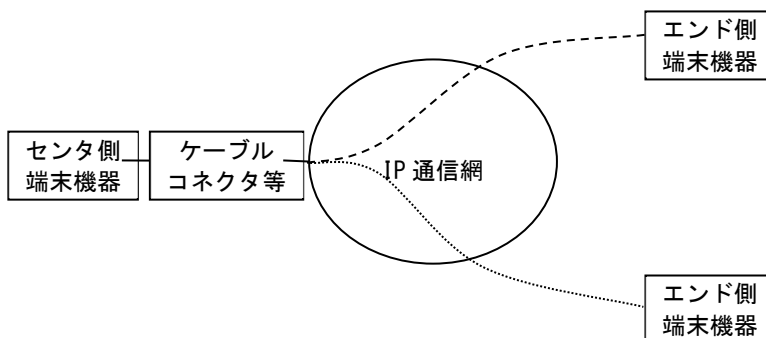 エンド側
端末機器
センタ側
端末機器
ケーブル
コネクタ等
IP 通信網
エンド側
端末機器